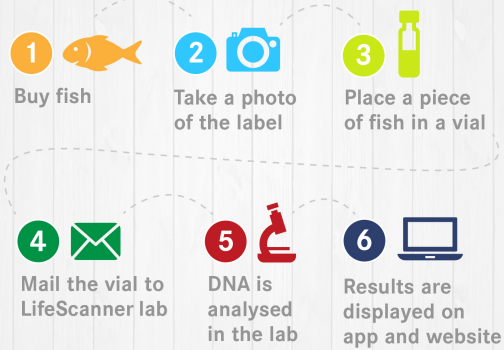 1
Buy fish
2
Take a photo
of the label
3
Place a piece
of fish in a vial
4
Mail the vial to
LifeScanner lab
5
DNA is
analysed
in the lab
6
Results are
displayed on
app and website